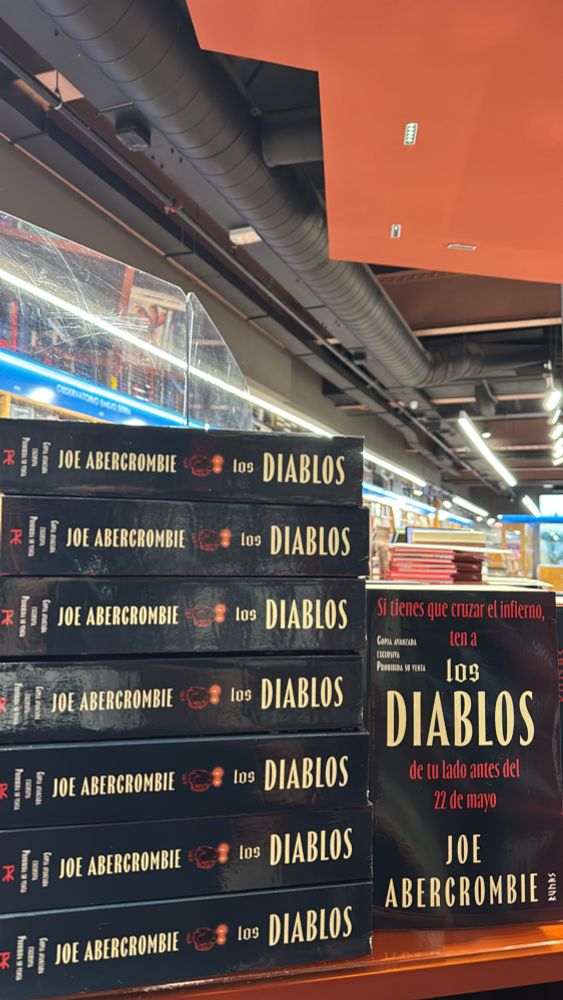 JOE ABERCROMBIE los DIABLOS
JOE ABERCROMBIE los DIABLOS
JOE ABERCROMBIE los DIABLOS
JOE ABERCROMBIE los DIABLOS
JOE ABERCROMBIE los DIABLOS
JOE ABERCROMBIE los DIABLOS
JOE ABERCROMBIE los DIABLOS
Si tienes que cruzar el infierno,
ten a
COPIA AVANZADA
EXCLUSIVA
PROHIBIDA SU VENTA
los
DIABLOS
de tu lado antes del
22 de mayo
JOE
ABERCROMBIE
RUNAS